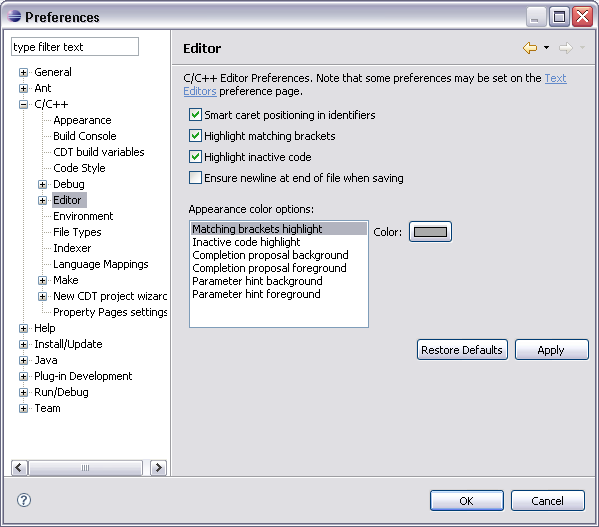 Preferences
type filter text
General
Ant
C/C++
Appearance
Build Console
CDT build variables
Code Style
Debug
Editor
Environment
File Types
Indexer
Language Mappings
Make
New CDT project wizard
Property Pages settings
Help
Install/Update
Java
Plug-in Development
Run/Debug
Team
Editor
C/C++ Editor Preferences. Note that some preferences may be set on the Text
Editors preference page.
Smart caret positioning in identifiers
Highlight matching brackets
Highlight inactive code
Ensure newline at end of file when saving
Appearance color options:
Matching brackets highlight
Inactive code highlight
Completion proposal background
Completion proposal foreground
Parameter hint background
Parameter hint foreground
Color:
Restore Defaults
Apply
?
OK
Cancel